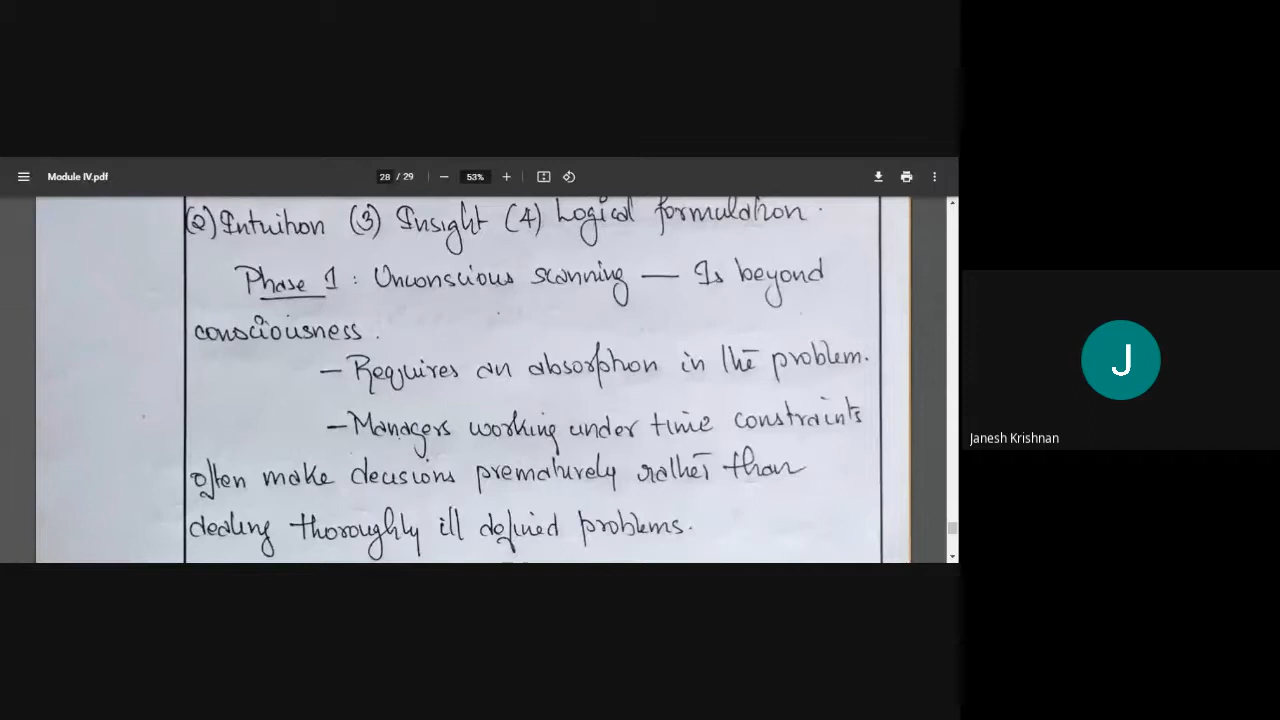 Module IV.pdf
28 / 29
53%
(2) Intuition (3) Insight (4) Logical formulation.
Phase 1 : Unconscious scanning — Is beyond
consciousness.
— Requires an absorption in the problem.
— Managers working under time constraints
often make decisions prematurely rather than
dealing thoroughly ill defined problems.
J
Janesh Krishnan